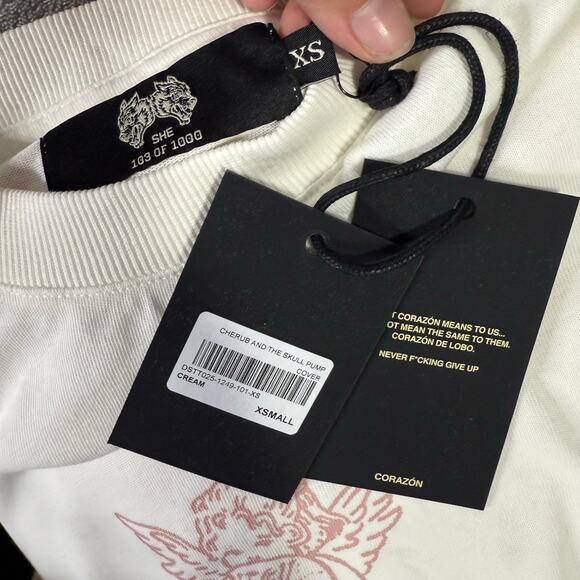 XS
SHE
103 OF 1000
CHERUB AND THE SKULL PUMP
COVER
DSTT025-1249-101-XS
CREAM
XSMALL
CORAZÓN MEANS TO US...
MEAN THE SAME TO THEM.
CORAZÓN DE LOBO.
NEVER F*CKING GIVE UP
CORAZÓN